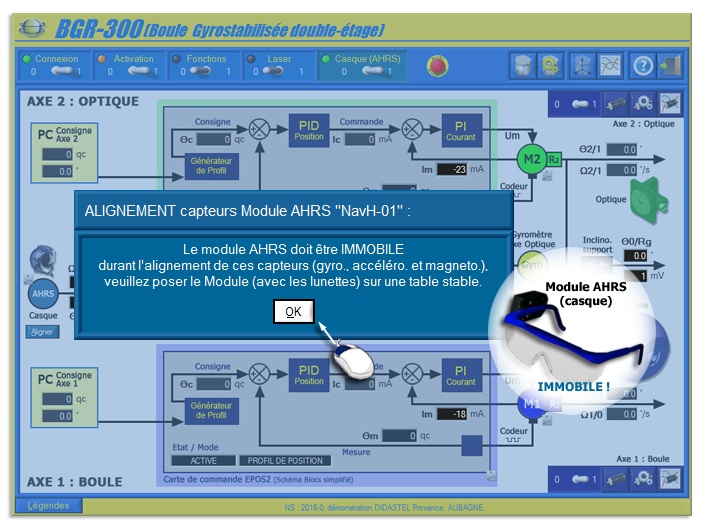 BGR-300 (Boule Gyrostabilisée double-étage)
Connexion
0 1
Activation
0 1
Fonctions
0 1
Laser
0 1
Casque (AHRS)
0 1
AXE 2 : OPTIQUE
0 1
Axe 2 : Optique
PC Consigne Axe 2
0 qc
0.0 °
Consigne
Θc 0 qc
Générateur de Profil
PID Position
Commande
Ic 0 mA
PI Courant
Im -23 mA
Um
M2 R2
Codeur
Θ2/1 0.0 °
Ω2/1 0.0 °/s
Optique
ALIGNEMENT capteurs Module AHRS "NavH-01" :
Le module AHRS doit être IMMOBILE
durant l'alignement de ces capteurs (gyro., accéléro. et magneto.),
veuillez poser le Module (avec les lunettes) sur une table stable.
OK
AHRS
Casque
Aligner
Gyro
Inclino. support
Θ0/Rg
0.0 °
1 mV
Module AHRS
(casque)
IMMOBILE !
PC Consigne Axe 1
0 qc
0.0 °
Consigne
Θc 0 qc
Générateur de Profil
PID Position
Ic 0 mA
PI Courant
Im -18 mA
Um
M1
Codeur
Ω1/0 0.0 °/s
Θm 0 qc
Mesure
Etat / Mode
ACTIVE
PROFIL DE POSITION
Carte de commande EPOS2 (Schéma Blocs simplifié)
AXE 1 : BOULE
Axe 1 : Boule
0 1
Légendes
NS : 2016-0, démonstration DIDASTEL Provence, AUBAGNE.